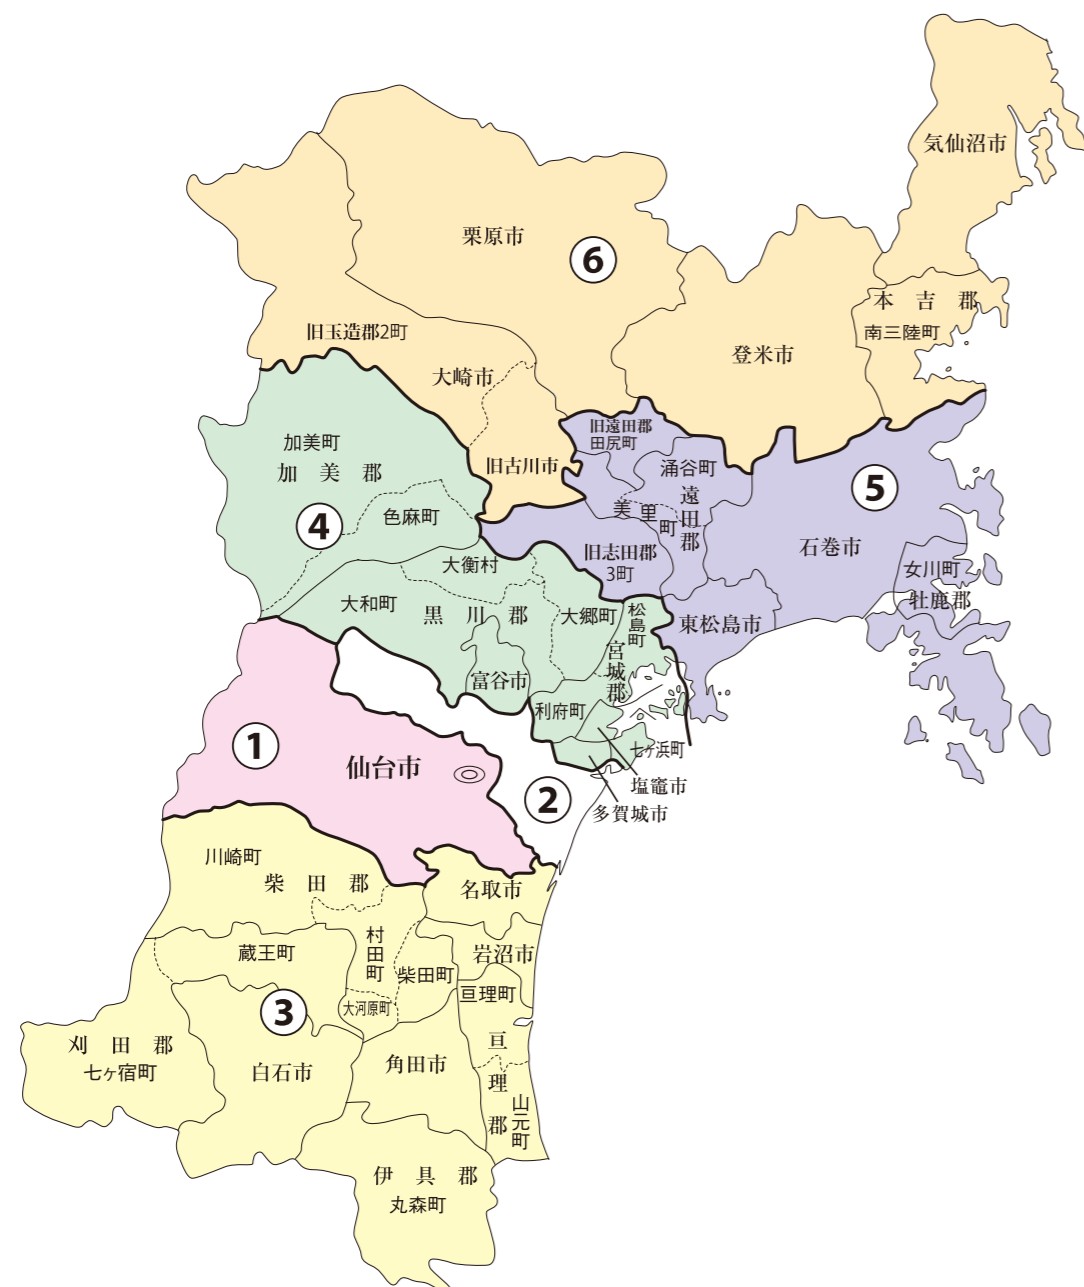 気仙沼市
栗原市
⑥
本吉郡
南三陸町
旧玉造郡2町
登米市
大崎市
旧遠田郡
田尻町
加美町
加美郡
旧古川市
涌谷町
⑤
④
色麻町
美里町
遠田郡
石巻市
旧志田郡
3町
大衡村
女川町
牡鹿郡
大和町
黒川郡
大郷町
松島町
東松島市
宮城郡
富谷市
利府町
①
仙台市
七ヶ浜町
②
塩竈市
多賀城市
川崎町
柴田郡
名取市
村田町
蔵王町
岩沼市
柴田町
亘理町
大河原町
③
刈田郡
七ヶ宿町
白石市
角田市
亘理郡
山元町
伊具郡
丸森町